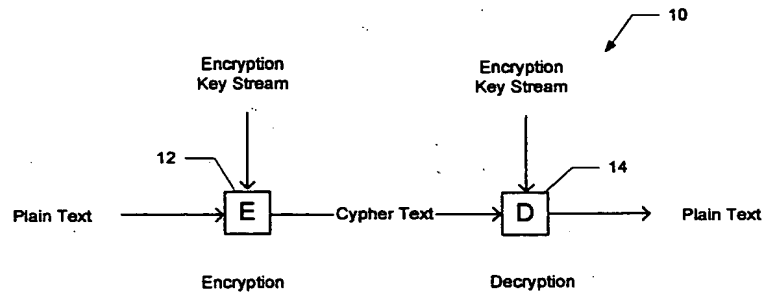 10
Encryption
Key Stream
Encryption
Key Stream
12
14
Plain Text
E
Cypher Text
D
Plain Text
Encryption
Decryption